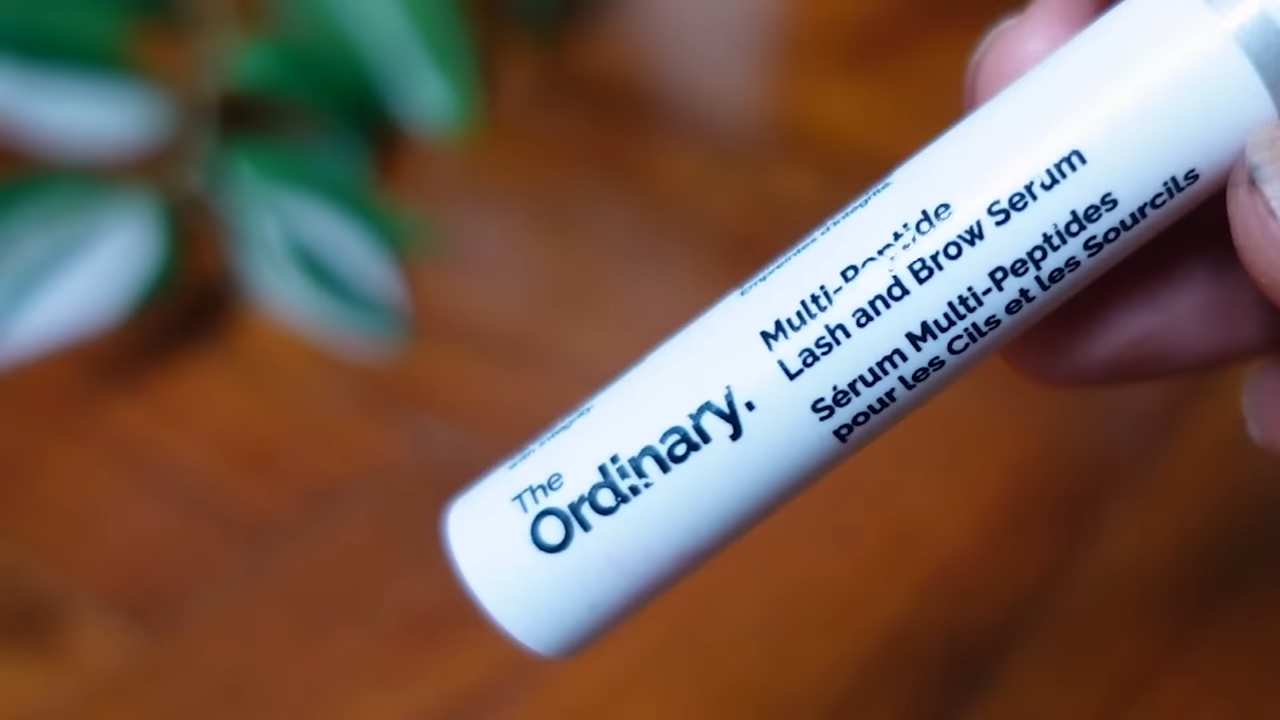 The
Ordinary.
Multi-Peptide
Lash and Brow Serum
Sérum Multi-Peptides
pour les Cils et les Sourcils